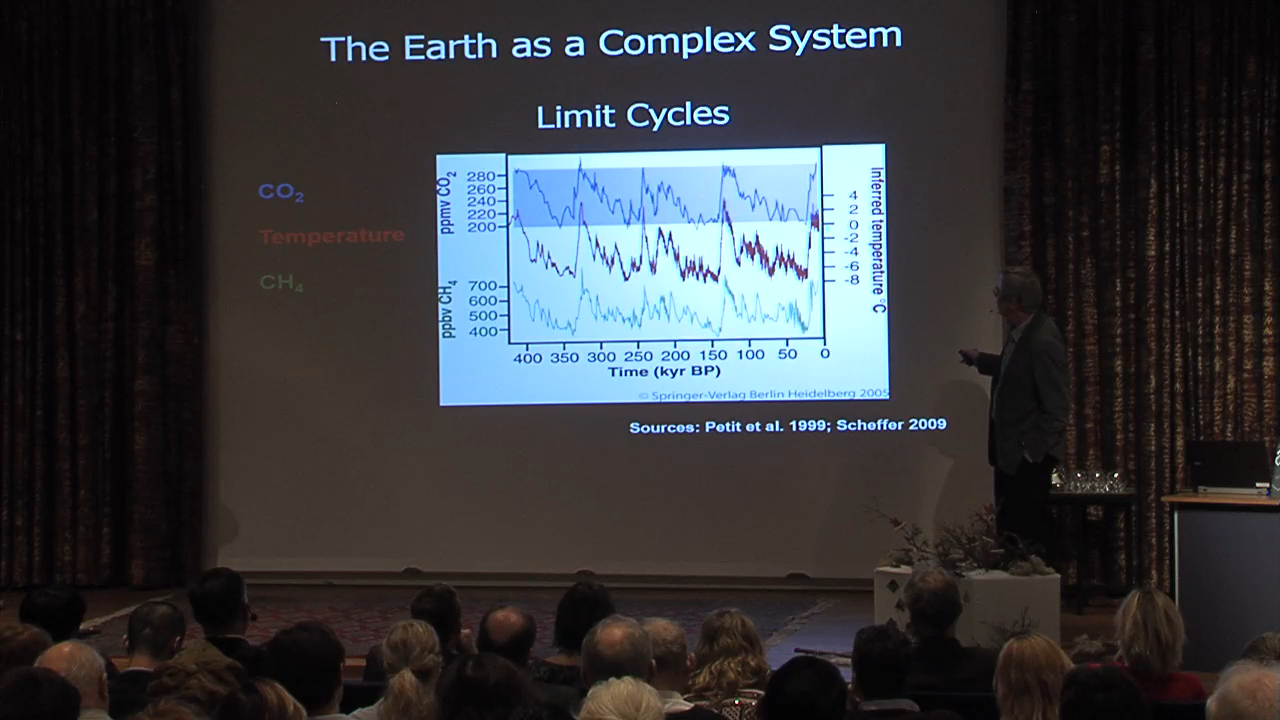 The Earth as a Complex System
Limit Cycles
CO₂
Temperature
CH₄
ppmv CO₂
280
260
240
220
200
ppbv CH₄
700
600
500
400
4
2
0
-2
-4
-6
-8
Inferred temperature °C
400 350 300 250 200 150 100 50 0
Time (kyr BP)
© Springer-Verlag Berlin Heidelberg 2005
Sources: Petit et al. 1999; Scheffer 2009